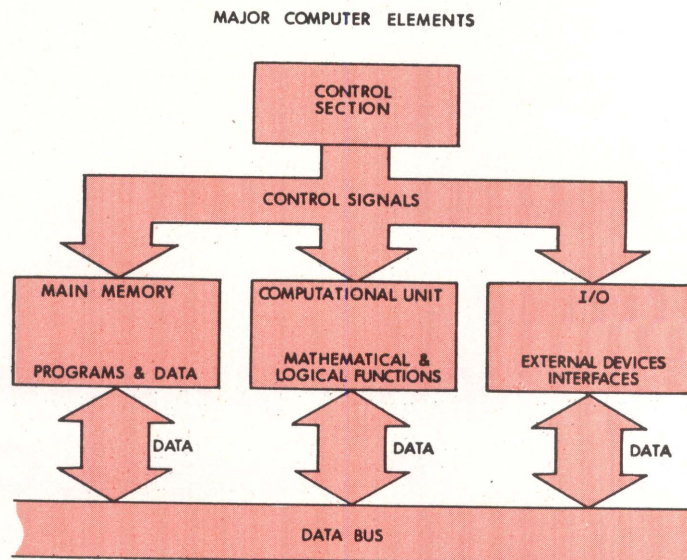 MAJOR COMPUTER ELEMENTS
CONTROL
SECTION
CONTROL SIGNALS
MAIN MEMORY
PROGRAMS & DATA
COMPUTATIONAL UNIT
MATHEMATICAL &
LOGICAL FUNCTIONS
I/O
EXTERNAL DEVICES
INTERFACES
DATA
DATA
DATA
DATA BUS